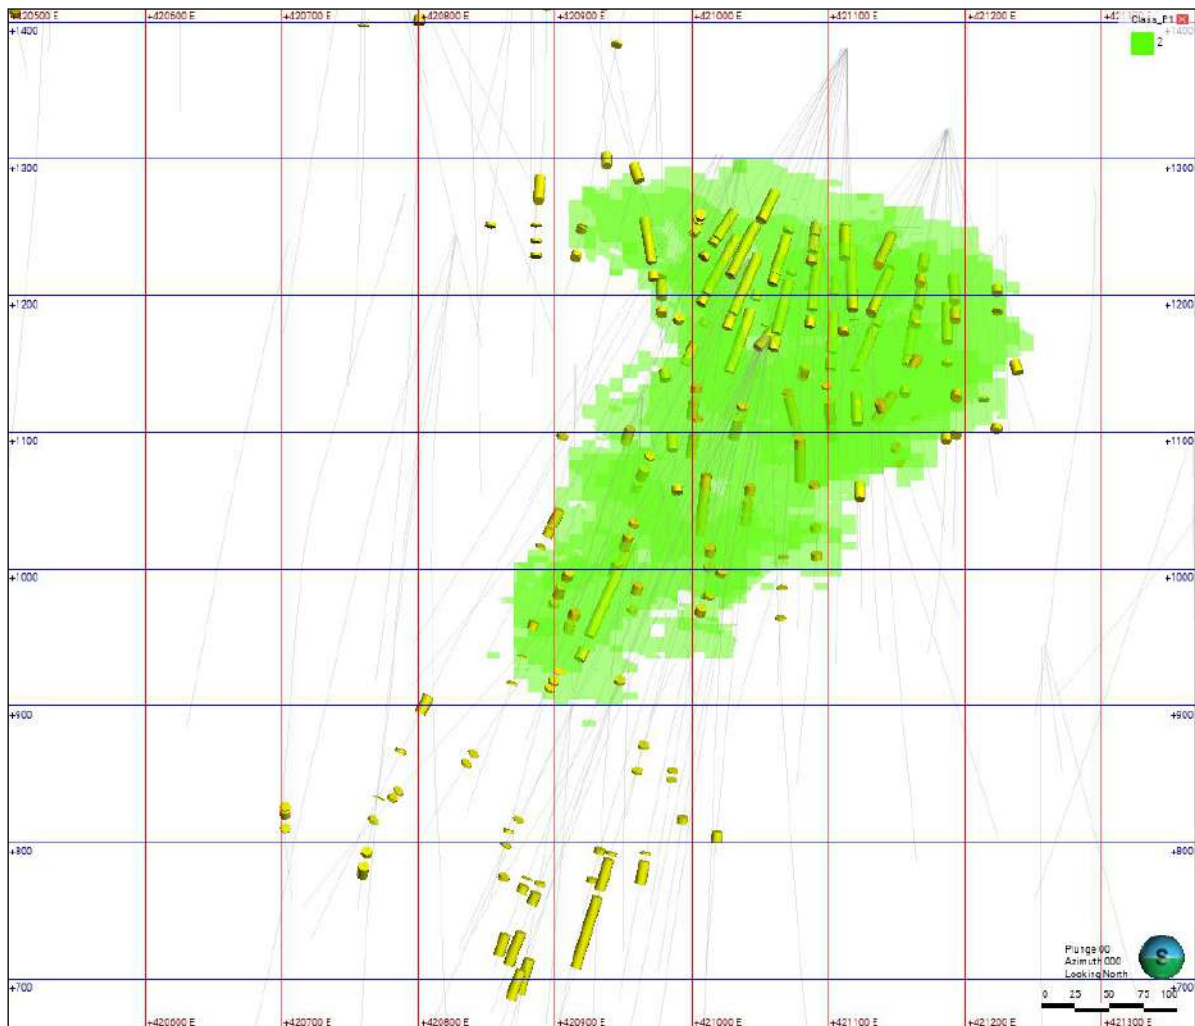 +420500 E +420600 E +420700 E +420800 E +420900 E +421000 E +421100 E +421200 E
+1400 +1400
2
+1300 +1300
+1200 +1200
+1100 +1100
+1000 +1000
+900 +900
+800 +800
Plunge 00
Azimuth 000
Looking North
S
+700 +700
0 25 50 75 100
+420600 E +420700 E +420800 E +420900 E +421000 E +421100 E +421200 E +421300 E